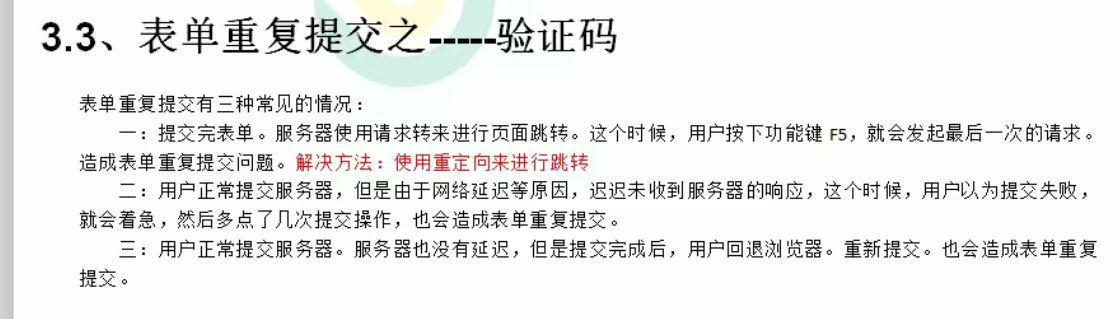 3.3、表单重复提交之-----验证码
表单重复提交有三种常见的情况：
一：提交完表单。服务器使用请求转来进行页面跳转。这个时候，用户按下功能键 F5，就会发起最后一次的请求。
造成表单重复提交问题。解决方法：使用重定向来进行跳转
二：用户正常提交服务器，但是由于网络延迟等原因，迟迟未收到服务器的响应，这个时候，用户以为提交失败，
就会着急，然后多点了几次提交操作，也会造成表单重复提交。
三：用户正常提交服务器。服务器也没有延迟，但是提交完成后，用户回退浏览器。重新提交。也会造成表单重复
提交。